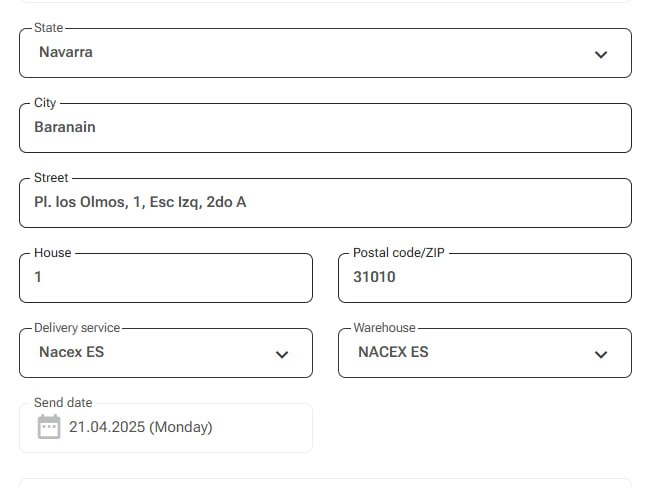 State
Navarra
City
Baranain
Street
Pl. los Olmos, 1, Esc Izq, 2do A
House
1
Postal code/ZIP
31010
Delivery service
Nacex ES
Warehouse
NACEX ES
Send date
21.04.2025 (Monday)